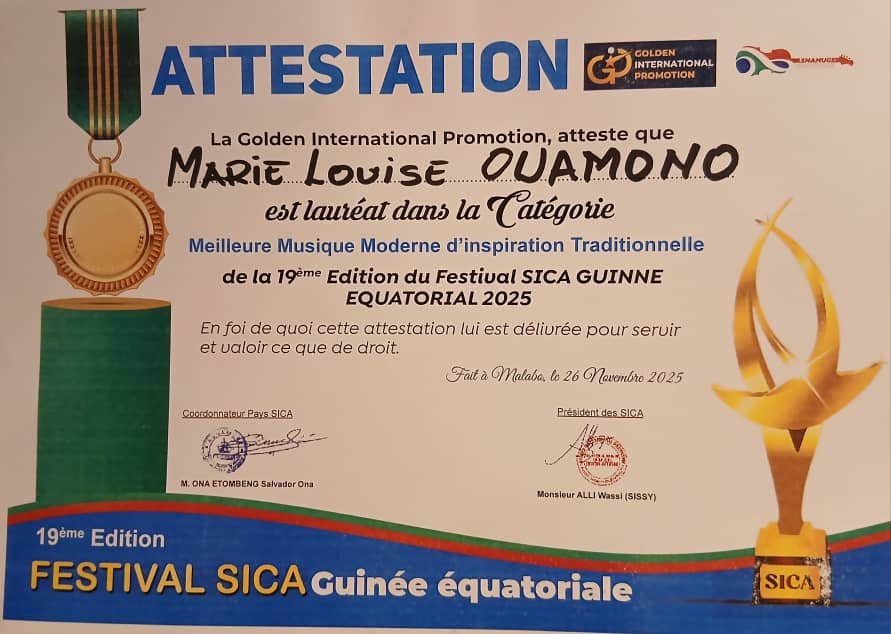 ATTESTATION
GOLDEN
INTERNATIONAL
PROMOTION
La Golden International Promotion, atteste que
MARIE LOUISE OUAMONO
est lauréat dans la Catégorie
Meilleure Musique Moderne d'inspiration Traditionnelle
de la 19ème Edition du Festival SICA GUINNE
EQUATORIAL 2025
En foi de quoi cette attestation lui est délivrée pour servir
et valoir ce que de droit.
Fait à Malabo, le 26 Novembre 2025
Coordonnateur Pays SICA
Président des SICA
M. ONA ETOMBENG Salvador Ona
Monsieur ALLI Wassi (SISSY)
19ème Edition
FESTIVAL SICA Guinée équatoriale
SICA